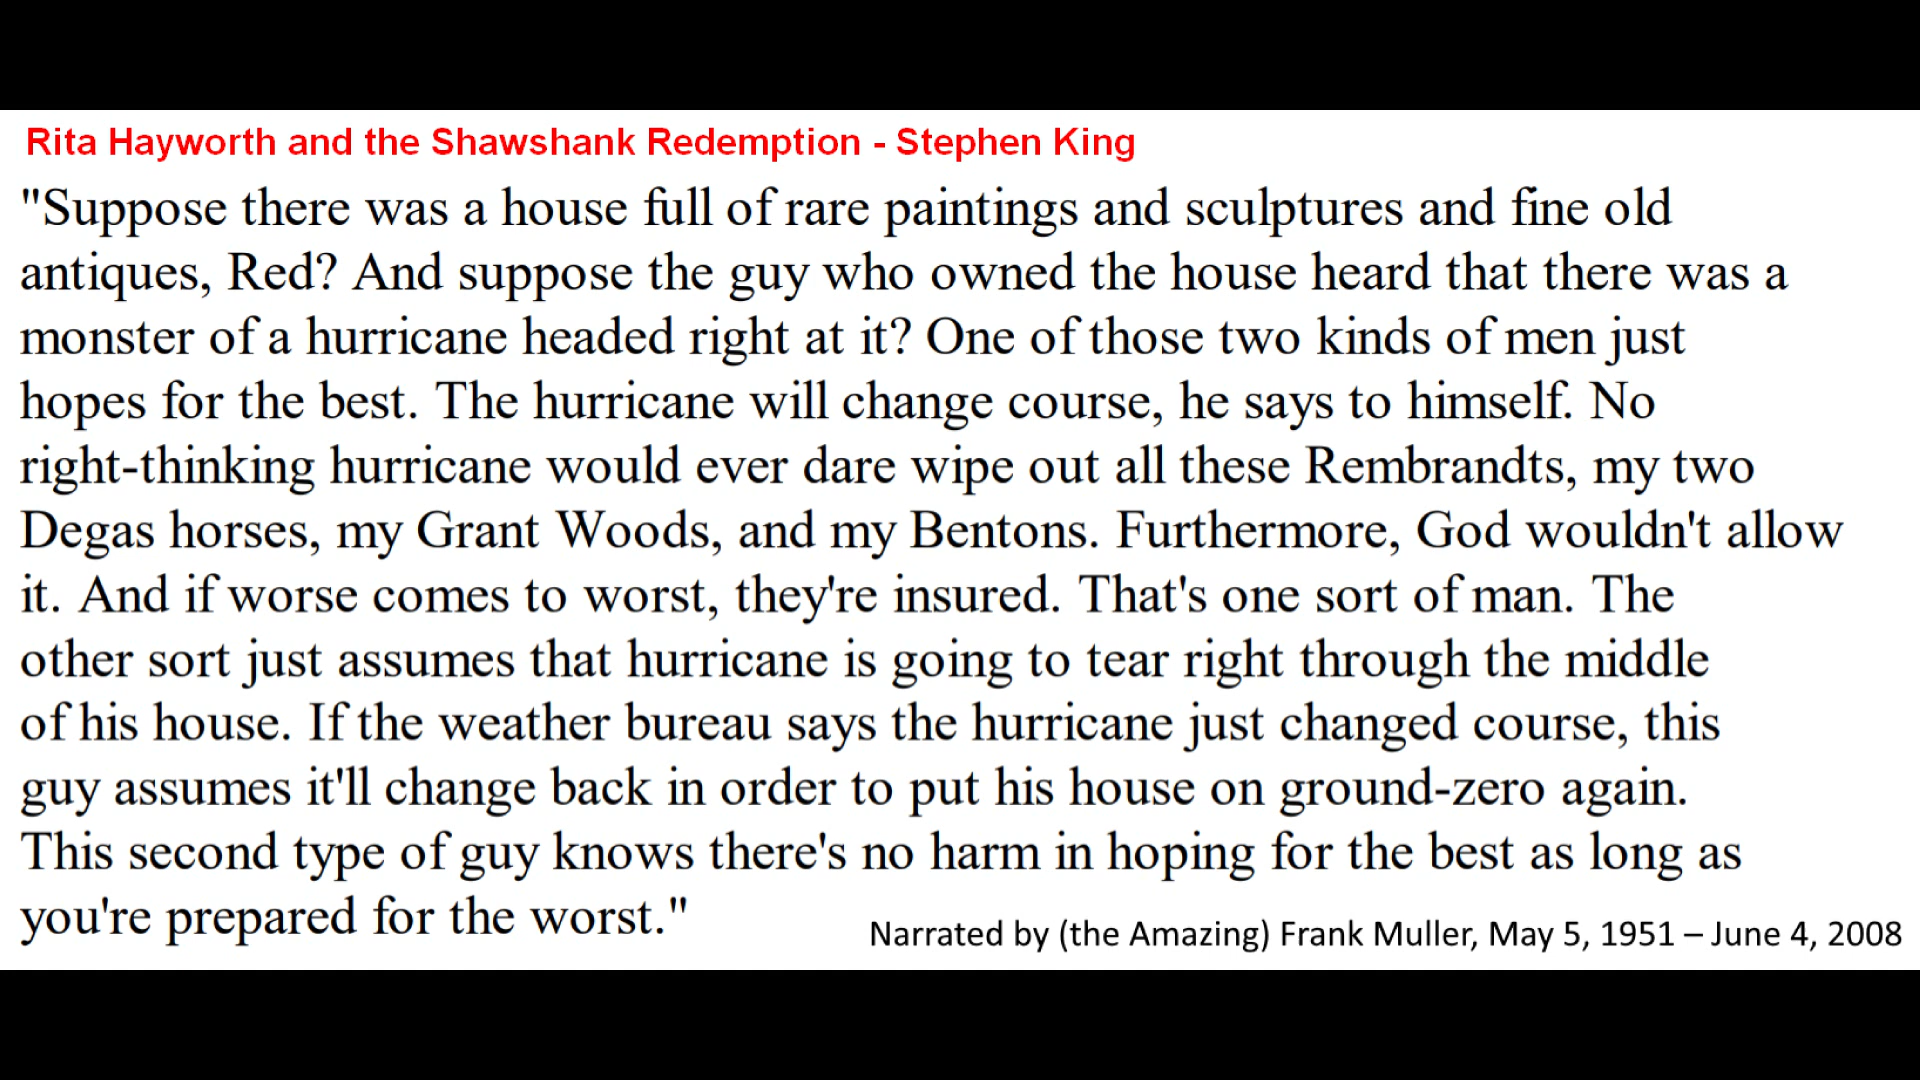 Rita Hayworth and the Shawshank Redemption - Stephen King
"Suppose there was a house full of rare paintings and sculptures and fine old
antiques, Red? And suppose the guy who owned the house heard that there was a
monster of a hurricane headed right at it? One of those two kinds of men just
hopes for the best. The hurricane will change course, he says to himself. No
right-thinking hurricane would ever dare wipe out all these Rembrandts, my two
Degas horses, my Grant Woods, and my Bentons. Furthermore, God wouldn't allow
it. And if worse comes to worst, they're insured. That's one sort of man. The
other sort just assumes that hurricane is going to tear right through the middle
of his house. If the weather bureau says the hurricane just changed course, this
guy assumes it'll change back in order to put his house on ground-zero again.
This second type of guy knows there's no harm in hoping for the best as long as
you're prepared for the worst."
Narrated by (the Amazing) Frank Muller, May 5, 1951 – June 4, 2008